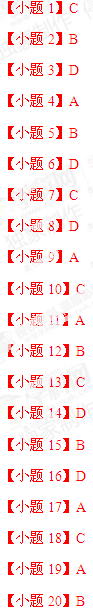 【小题 1】C
【小题 2】B
【小题 3】D
【小题 4】A
【小题 5】B
【小题 6】D
【小题 7】C
【小题 8】D
【小题 9】A
【小题 10】C
【小题 11】A
【小题 12】B
【小题 13】C
【小题 14】D
【小题 15】B
【小题 16】D
【小题 17】A
【小题 18】C
【小题 19】A
【小题 20】B